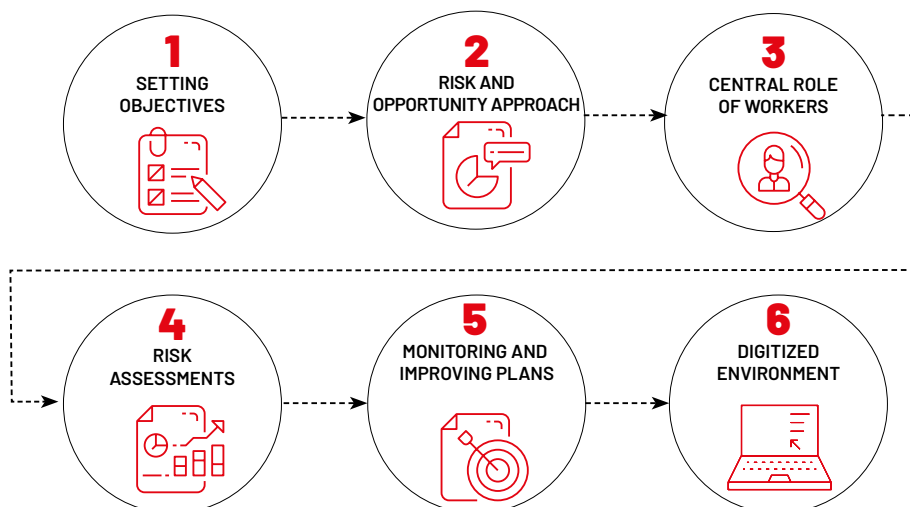 1
SETTING
OBJECTIVES
2
RISK AND
OPPORTUNITY APPROACH
3
CENTRAL ROLE
OF WORKERS
4
RISK
ASSESSMENTS
5
MONITORING AND
IMPROVING PLANS
6
DIGITIZED
ENVIRONMENT